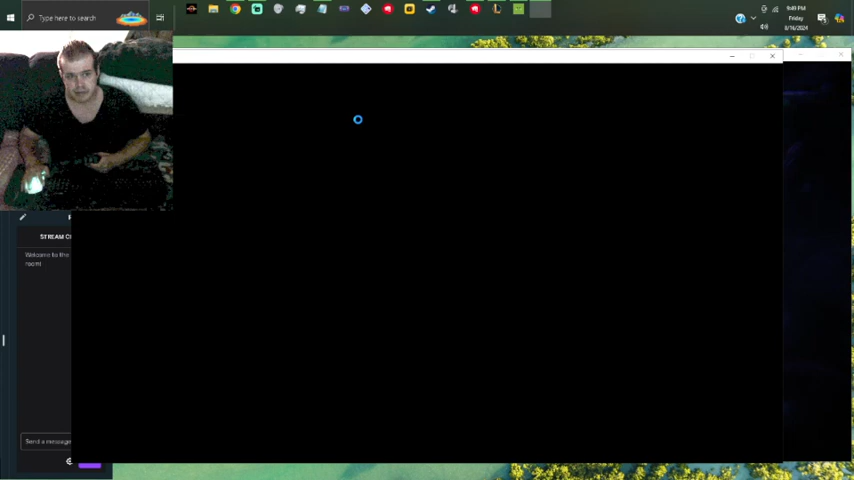 Type here to search
9:49 PM
Friday
8/16/2024
STREAM C
Welcome to the
room!
Send a message